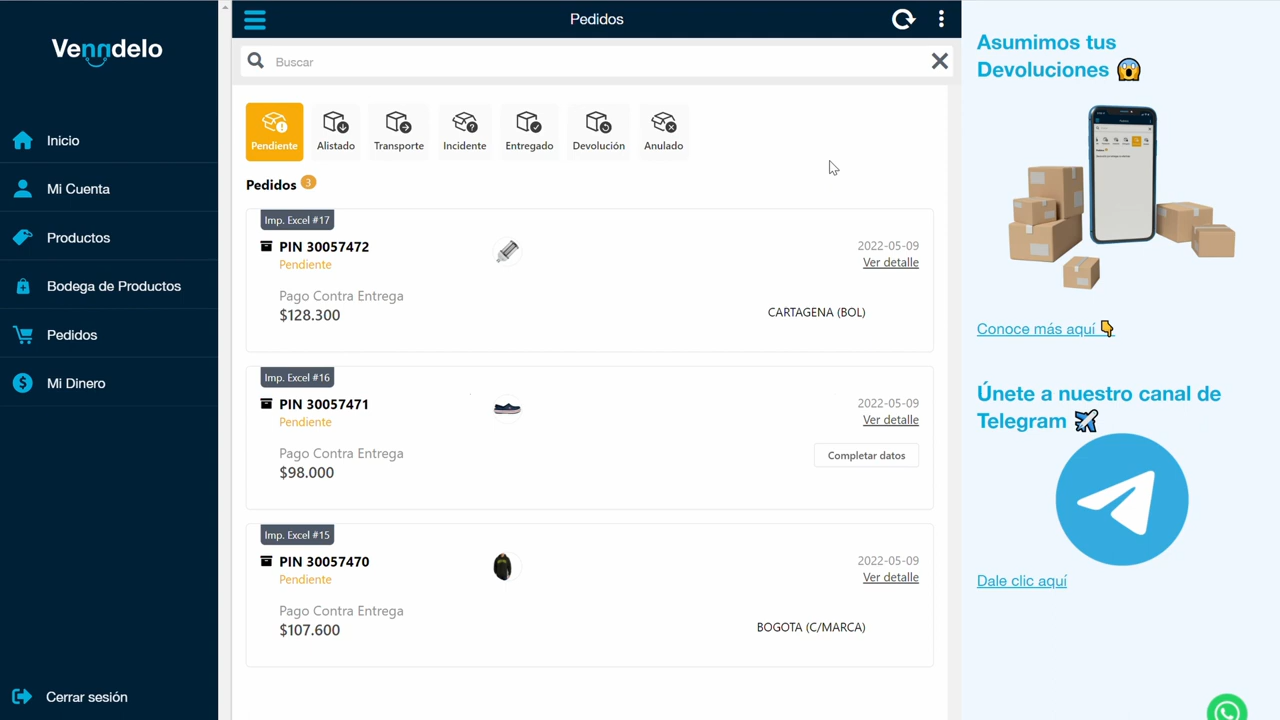 Venndelo
Inicio
Mi Cuenta
Productos
Bodega de Productos
Pedidos
Mi Dinero
Cerrar sesión
Pedidos
Buscar
Pendiente
Alistado
Transporte
Incidente
Entregado
Devolución
Anulado
Pedidos 3
Imp. Excel #17
PIN 30057472
2022-05-09
Pendiente
Ver detalle
Pago Contra Entrega
$128.300
CARTAGENA (BOL)
Imp. Excel #16
PIN 30057471
2022-05-09
Pendiente
Ver detalle
Pago Contra Entrega
Completar datos
$98.000
Imp. Excel #15
PIN 30057470
2022-05-09
Pendiente
Ver detalle
Pago Contra Entrega
$107.600
BOGOTA (C/MARCA)
Asumimos tus
Devoluciones 😱
Conoce más aquí 👇
Únete a nuestro canal de
Telegram ✈️
Dale clic aquí